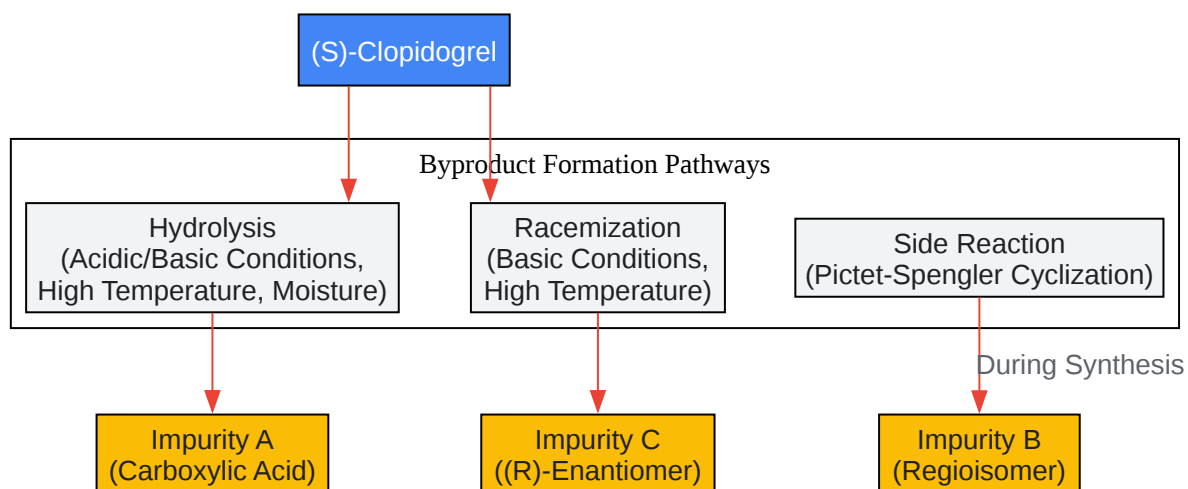 (S)-Clopidogrel
Byproduct Formation Pathways
Hydrolysis
(Acidic/Basic Conditions,
High Temperature, Moisture)
Racemization
(Basic Conditions,
High Temperature)
Side Reaction
(Pictet-Spengler Cyclization)
During Synthesis
Impurity A
(Carboxylic Acid)
Impurity C
((R)-Enantiomer)
Impurity B
(Regioisomer)